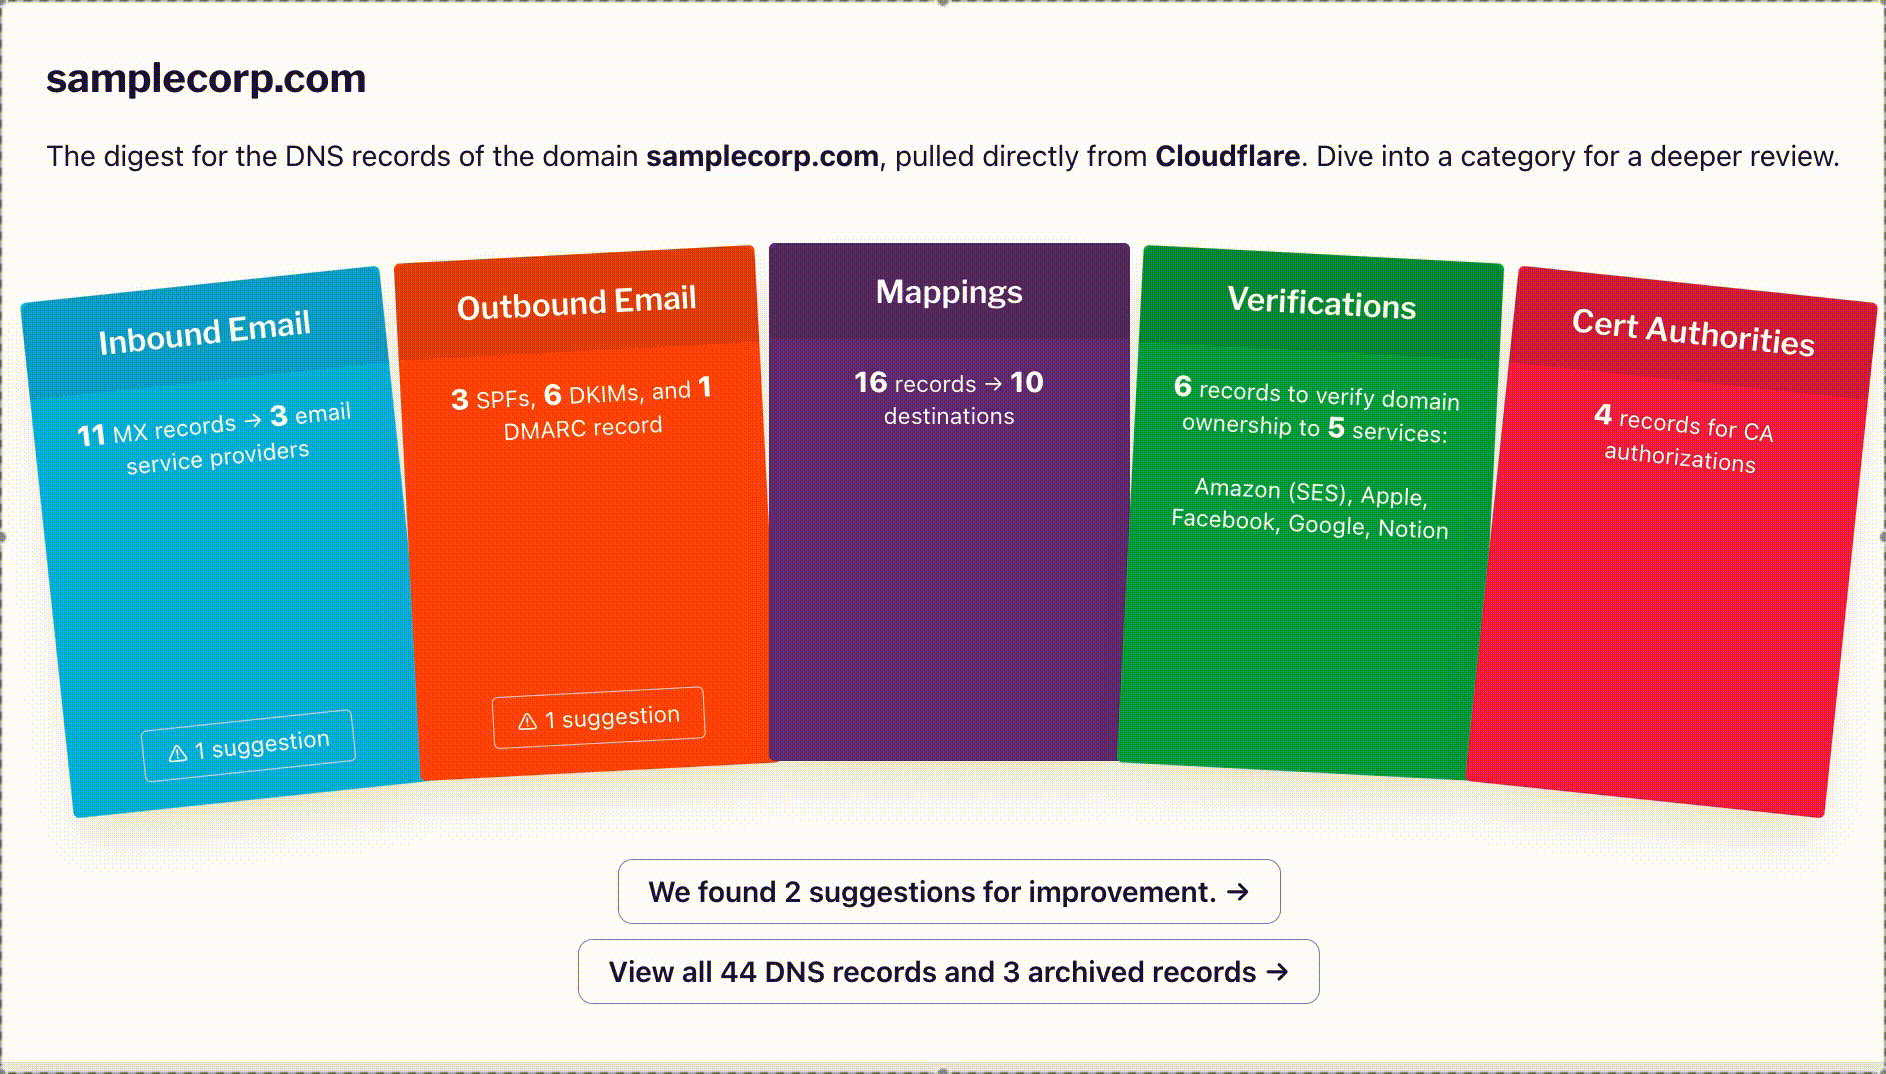 samplecorp.com
The digest for the DNS records of the domain samplecorp.com, pulled directly from Cloudflare. Dive into a category for a deeper review.
Inbound Email
11 MX records → 3 email
service providers
⚠ 1 suggestion
Outbound Email
3 SPFs, 6 DKIMs, and 1
DMARC record
⚠ 1 suggestion
Mappings
16 records → 10
destinations
Verifications
6 records to verify domain
ownership to 5 services:
Amazon (SES), Apple,
Facebook, Google, Notion
Cert Authorities
4 records for CA
authorizations
We found 2 suggestions for improvement. →
View all 44 DNS records and 3 archived records →